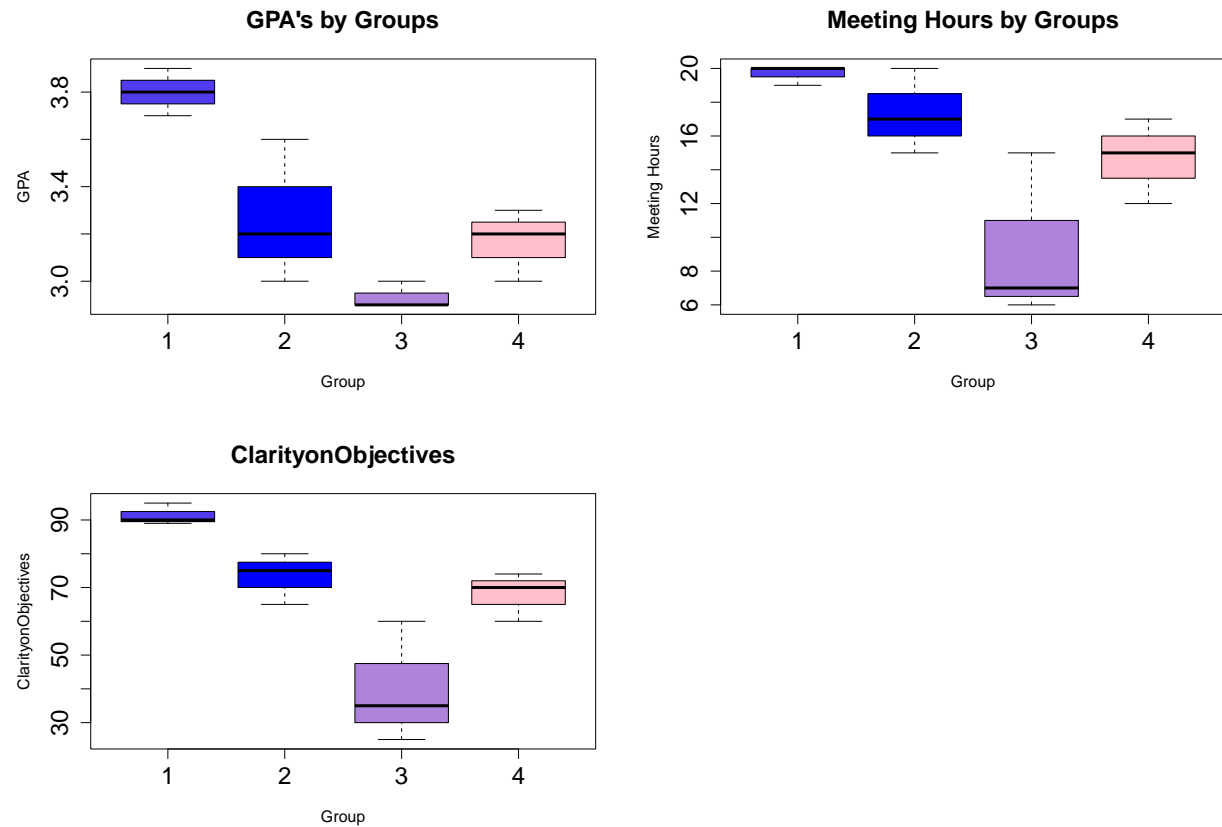 GPA's by Groups
GPA
3.8
3.4
3.0
1 2 3 4
Group
Meeting Hours by Groups
Meeting Hours
20
16
12
8
6
1 2 3 4
Group
ClarityonObjectives
ClarityonObjectives
90
70
50
30
1 2 3 4
Group